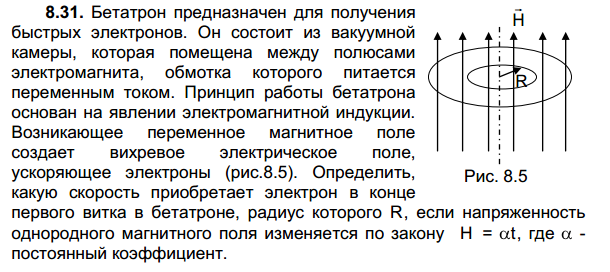 8.31. Бетатрон предназначен для получения
быстрых электронов. Он состоит из вакуумной
камеры, которая помещена между полюсами
электромагнита, обмотка которого питается
переменным током. Принцип работы бетатрона
основан на явлении электромагнитной индукции.
Возникающее переменное магнитное поле
создает вихревое электрическое поле,
ускоряющее электроны (рис.8.5). Определить,
какую скорость приобретает электрон в конце
первого витка в бетатроне, радиус которого R, если напряженность
однородного магнитного поля изменяется по закону H = αt, где α -
постоянный коэффициент.
H⃗
R
Рис. 8.5